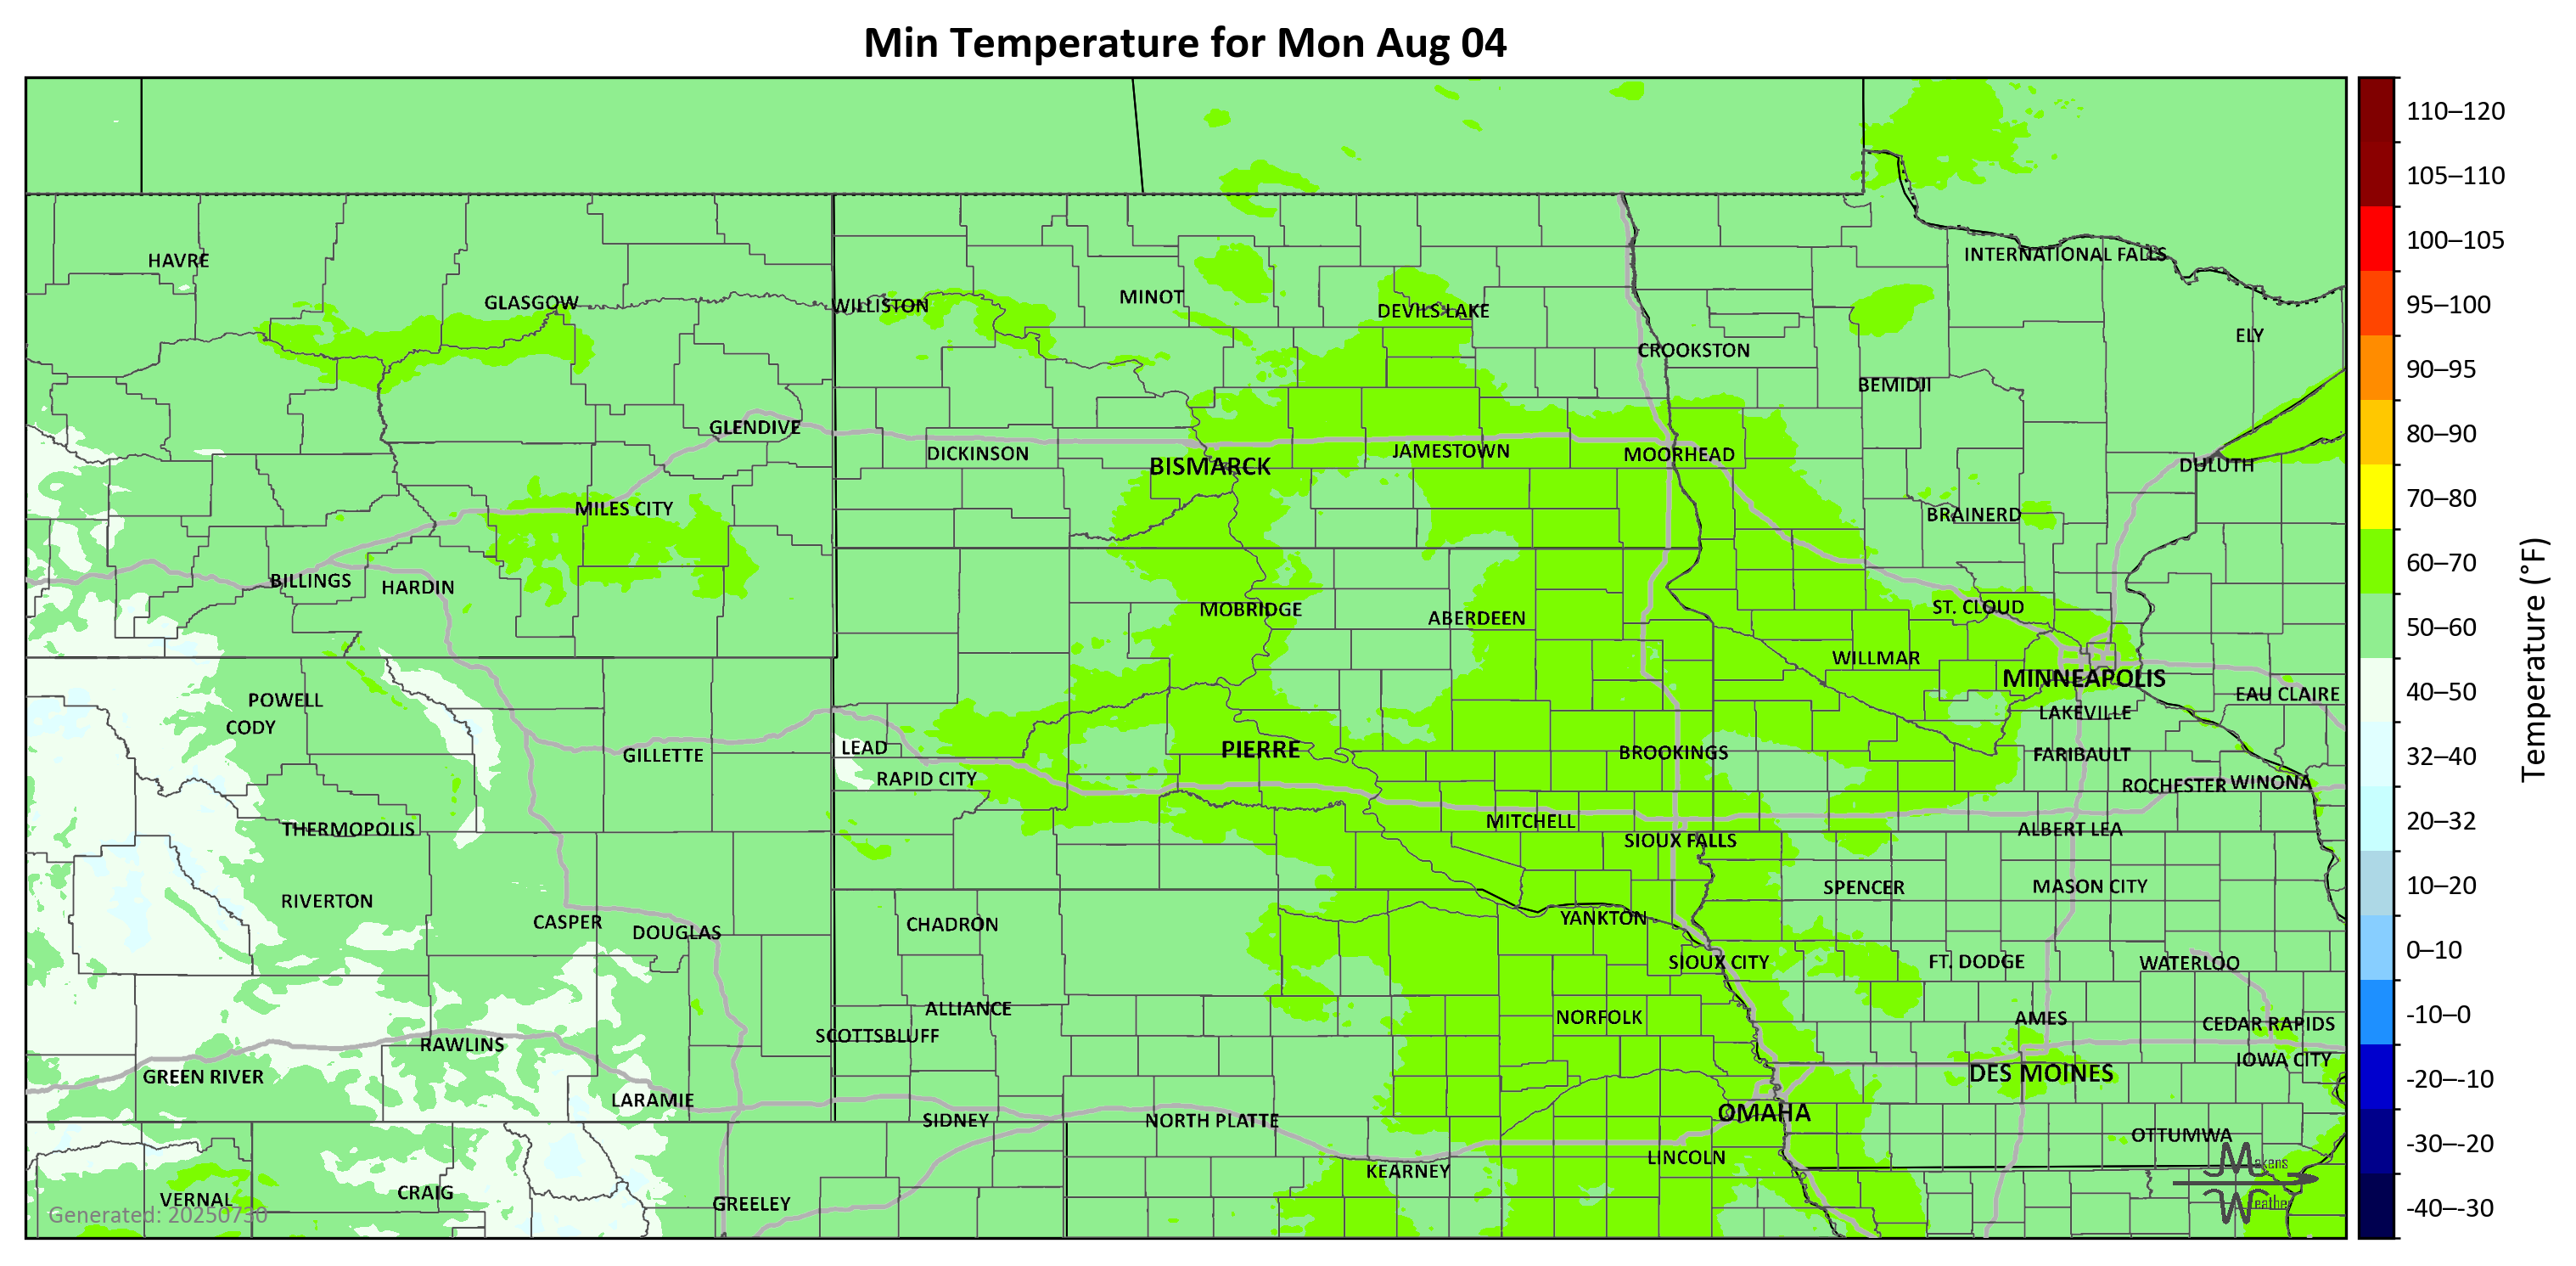 Min Temperature for Mon Aug 04
HAVRE
GLASGOW
WILLISTON
MINOT
DEVILS LAKE
INTERNATIONAL FALLS
ELY
CROOKSTON
BEMIDJI
GLENDIVE
DICKINSON
BISMARCK
JAMESTOWN
MOORHEAD
DULUTH
MILES CITY
BRAINERD
BILLINGS
HARDIN
MOBRIDGE
ABERDEEN
ST. CLOUD
WILLMAR
MINNEAPOLIS
EAU CLAIRE
POWELL
CODY
LAKEVILLE
GILLETTE
LEAD
RAPID CITY
PIERRE
BROOKINGS
FARIBAULT
ROCHESTER
WINONA
THERMOPOLIS
MITCHELL
SIOUX FALLS
ALBERT LEA
RIVERTON
SPENCER
MASON CITY
CASPER
DOUGLAS
CHADRON
YANKTON
SIOUX CITY
FT. DODGE
WATERLOO
ALLIANCE
SCOTTSBLUFF
NORFOLK
AMES
CEDAR RAPIDS
RAWLINS
GREEN RIVER
IOWA CITY
DES MOINES
LARAMIE
SIDNEY
NORTH PLATTE
OMAHA
OTTUMWA
KEARNEY
LINCOLN
VERNAL
CRAIG
GREELEY
Generated: 20250730
Makens
Weather
110–120
105–110
100–105
95–100
90–95
80–90
70–80
60–70
50–60
40–50
32–40
20–32
10–20
0–10
-10–0
-20–-10
-30–-20
-40–-30
Temperature (°F)